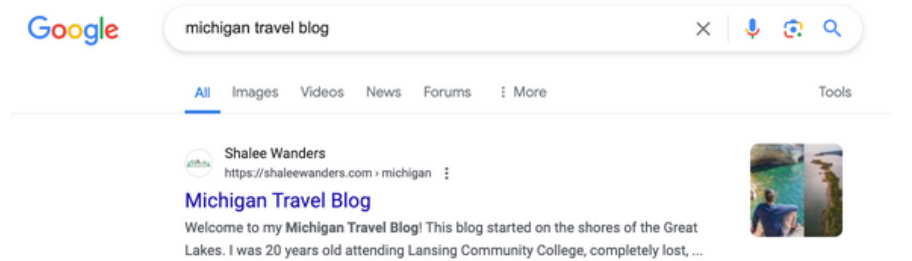 Google
michigan travel blog
All Images Videos News Forums More Tools
Shalee Wanders
https://shaleewanders.com › michigan
Michigan Travel Blog
Welcome to my Michigan Travel Blog! This blog started on the shores of the Great
Lakes. I was 20 years old attending Lansing Community College, completely lost, ...